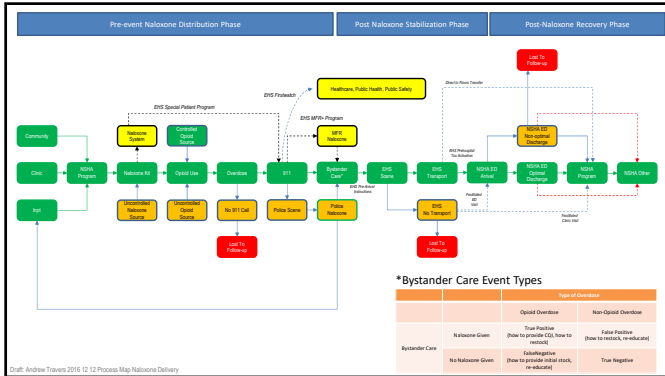 Pre-event Naloxone Distribution Phase
Post Naloxone Stabilization Phase
Post-Naloxone Recovery Phase
Lost To
Follow-up
EHS Firstwatch
Healthcare, Public Health, Public Safety
Direct to Floors Transfer
EHS Special Patient Program
EHS MFR+ Program
Naloxone
System
Controlled
Opioid
Source
MFR
Naloxone
NSHA ED
Non-optimal
Discharge
EHS Prehospital
Tox Activation
Community
Clinic
Inpt
NSHA
Program
Naloxone Kit
Opioid Use
Overdose
911
Bystander
Care*
EHS
Scene
EHS
Transport
NSHA ED
Arrival
NSHA ED
Optimal
Discharge
NSHA
Program
NSHA Other
EHS Pre-Arrival
Instructions
Uncontrolled
Naloxone
Source
Uncontrolled
Opioid
Source
No 911 Call
Police Scene
Police
Naloxone
EHS
No Transport
Facilitated
ED
Visit
Facilitated
Clinic Visit
Lost To
Follow-up
Lost To
Follow-up
*Bystander Care Event Types
Type of Overdose
Opioid Overdose
Non-Opioid Overdose
Bystander Care
Naloxone Given
True Positive
(how to provide CQI, how to
restock)
False Positive
(how to restock, re-educate)
No Naloxone Given
FalseNegative
(how to provide initial stock,
re-educate)
True Negative
Draft: Andrew Travers 2016 12 12 Process Map Naloxone Delivery